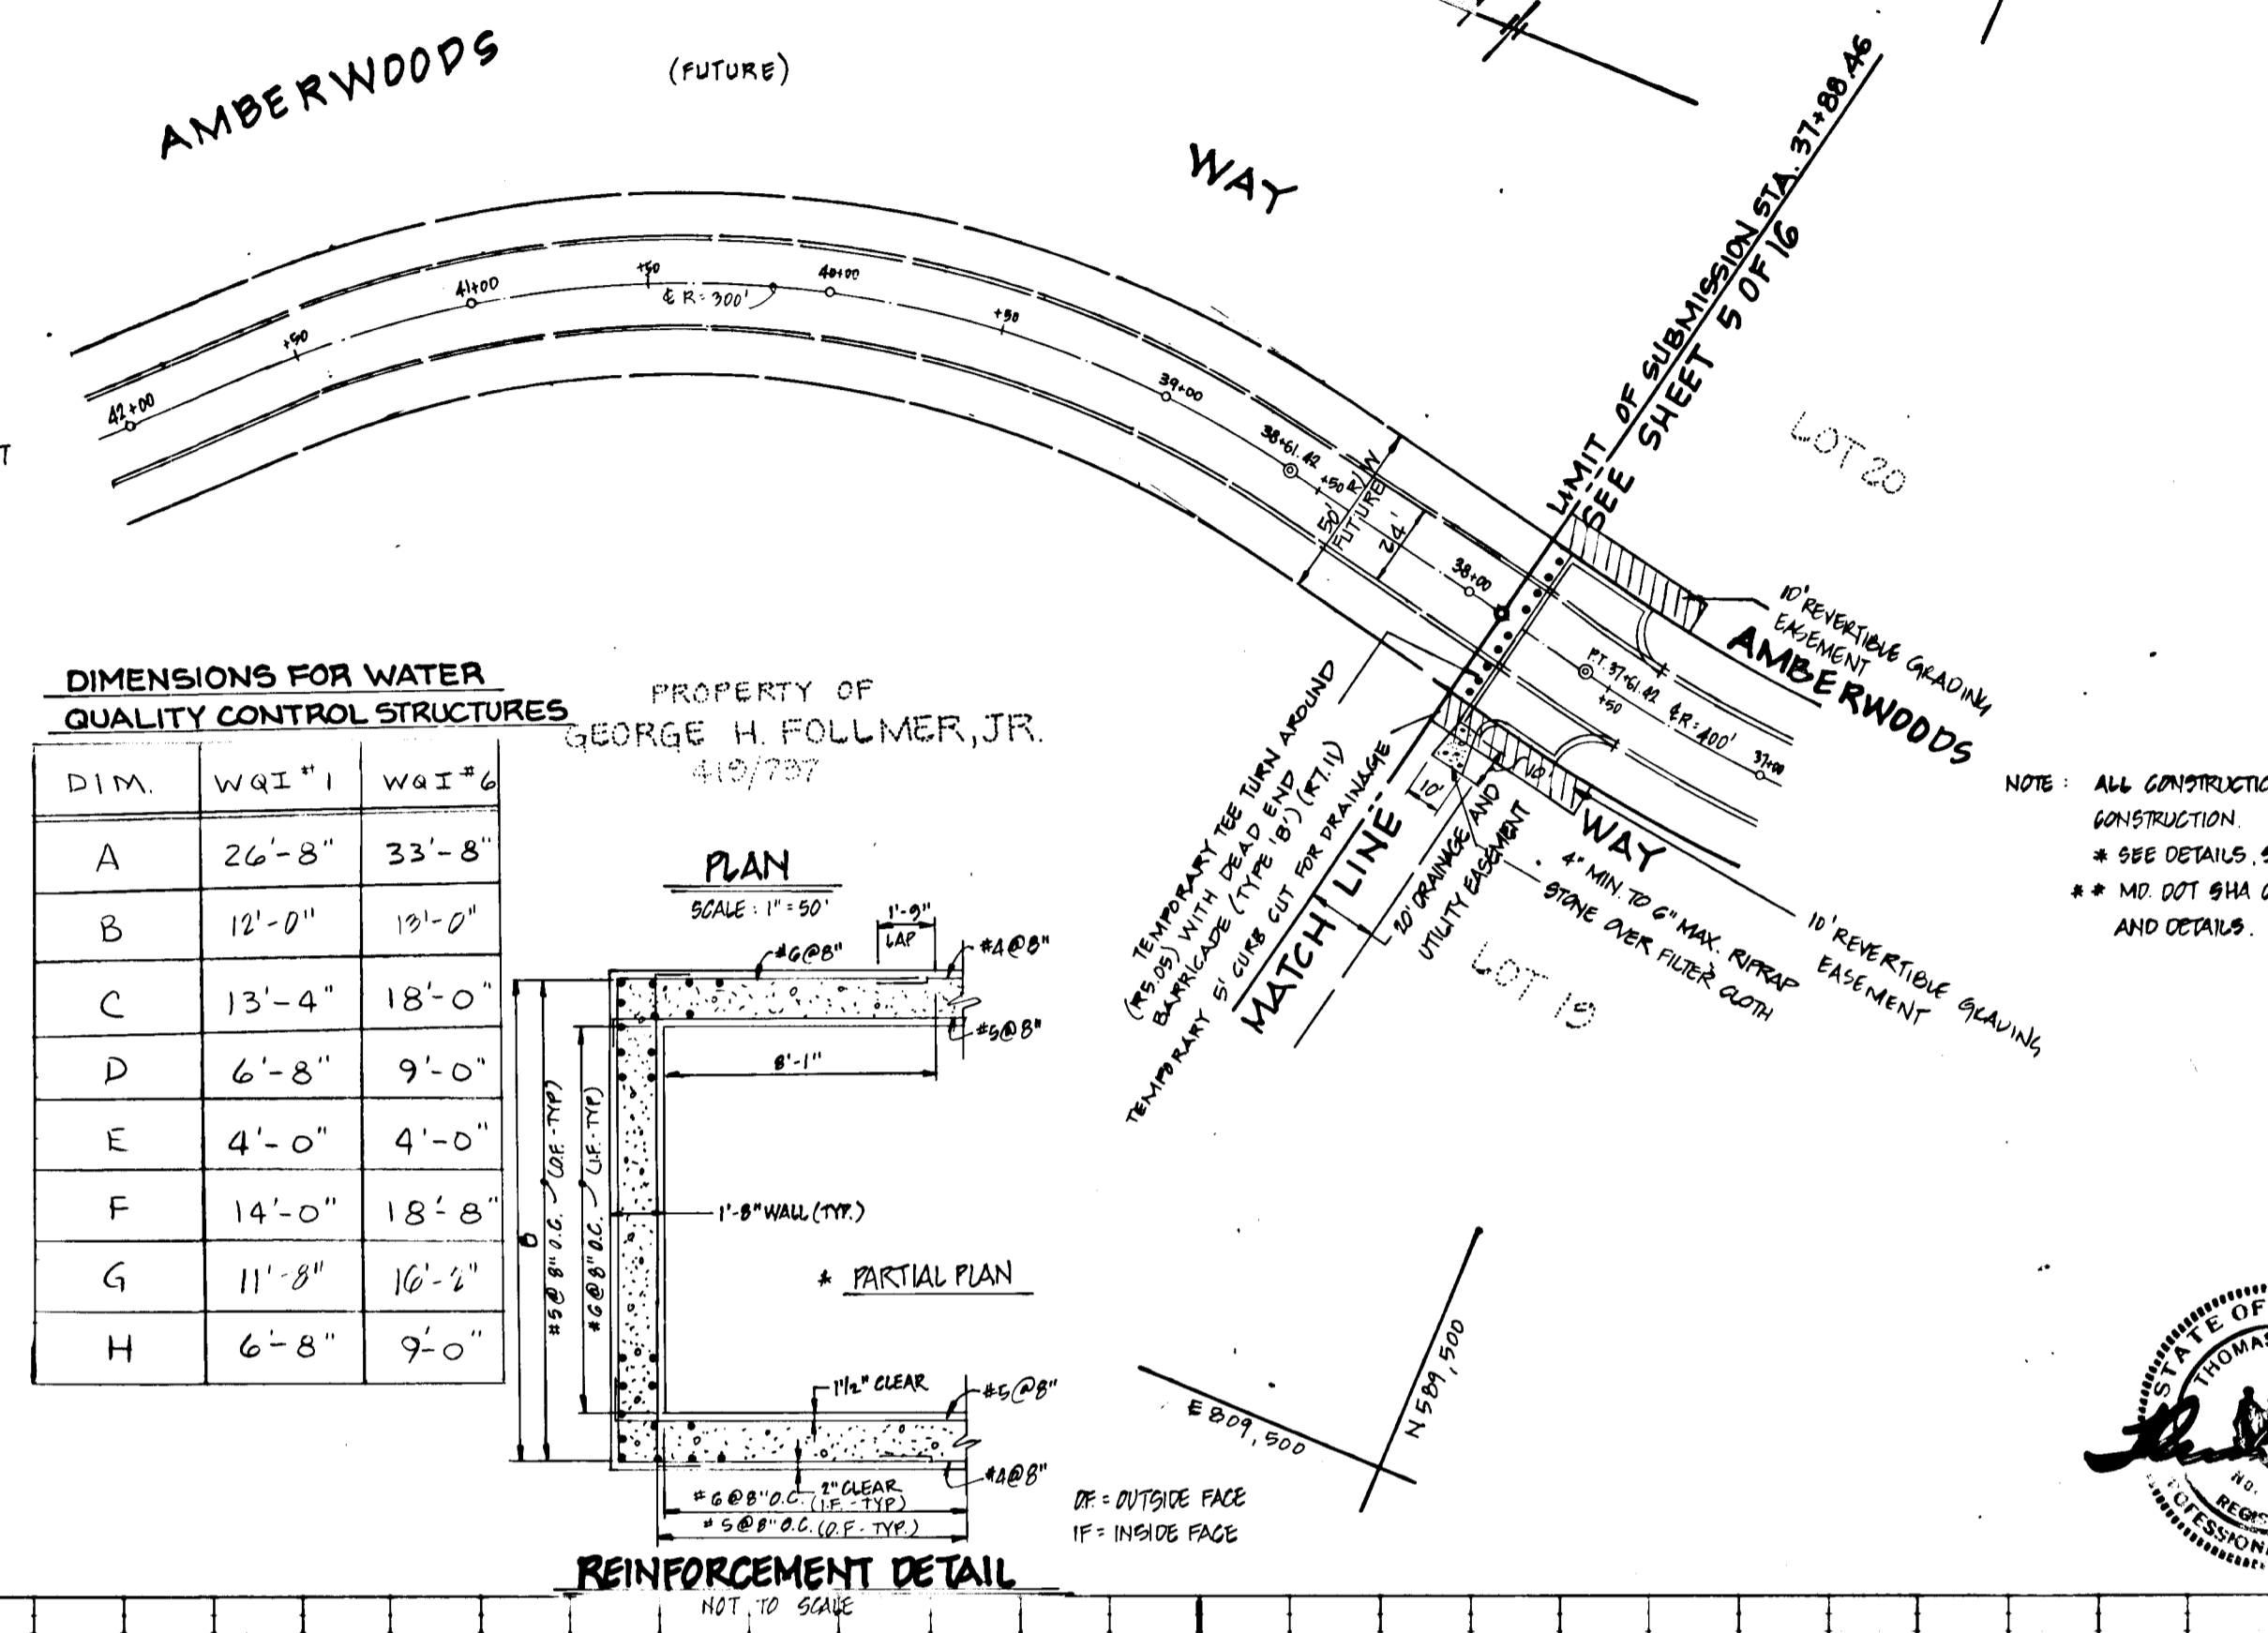 AMBERWOODS
(FUTURE)
WAY
42+00
+50
41+00
+50
℄ R=300'
40+00
+50
39+00
38+61.42
+50
50'
FUTURE R/W
24'
38+00
LIMIT OF SUBMISSION STA. 37+88.46
SEE SHEET 5 OF 16
LOT 20
10' REVERTIBLE GRADING
EASEMENT
AMBERWOODS
WAY
P.T. 37+61.42
+50
℄R=400'
37+00
T
TEMPORARY TEE TURN AROUND
(R5.05) WITH DEAD END
BARRICADE (TYPE 'B') (R7.11)
TEMPORARY 5' CURB CUT FOR DRAINAGE
MATCH LINE
10'
10'
20' DRAINAGE AND
UTILITY EASEMENT
4" MIN. TO 6" MAX. RIPRAP
STONE OVER FILTER CLOTH
10' REVERTIBLE GRADING
EASEMENT
LOT 19
NOTE :
ALL
CONSTRUCTION.
* SEE DETAILS,
** MD. DOT SHA
AND DETAILS.
DIMENSIONS FOR WATER
QUALITY CONTROL STRUCTURES
DIM. WQI #1 WQI #6
A 26'-8" 33'-8"
B 12'-0" 13'-0"
C 13'-4" 18'-0"
D 6'-8" 9'-0"
E 4'-0" 4'-0"
F 14'-0" 18'-8"
G 11'-8"
H 6'-8" 9'-0"
PROPERTY OF
GEORGE H. FOLLMER, JR.
419/737
PLAN
SCALE : 1" = 50'
1'-9"
LAP
#6@8"
#4@8"
#5@8"
8'-1"
#5@8" O.C. (O.F.-TYP)
#6@8" O.C. (I.F.-TYP)
1'-8" WALL (TYP.)
* PARTIAL PLAN
1 1/2" CLEAR
#5@8"
#4@8"
2" CLEAR
#6@8" O.C. (I.F.-TYP)
#5@8" O.C. (O.F.-TYP.)
O.F. = OUTSIDE FACE
IF = INSIDE FACE
REINFORCEMENT DETAIL
NOT TO SCALE
E 809,500
N 589,500
STATE OF
THOMAS
NO.